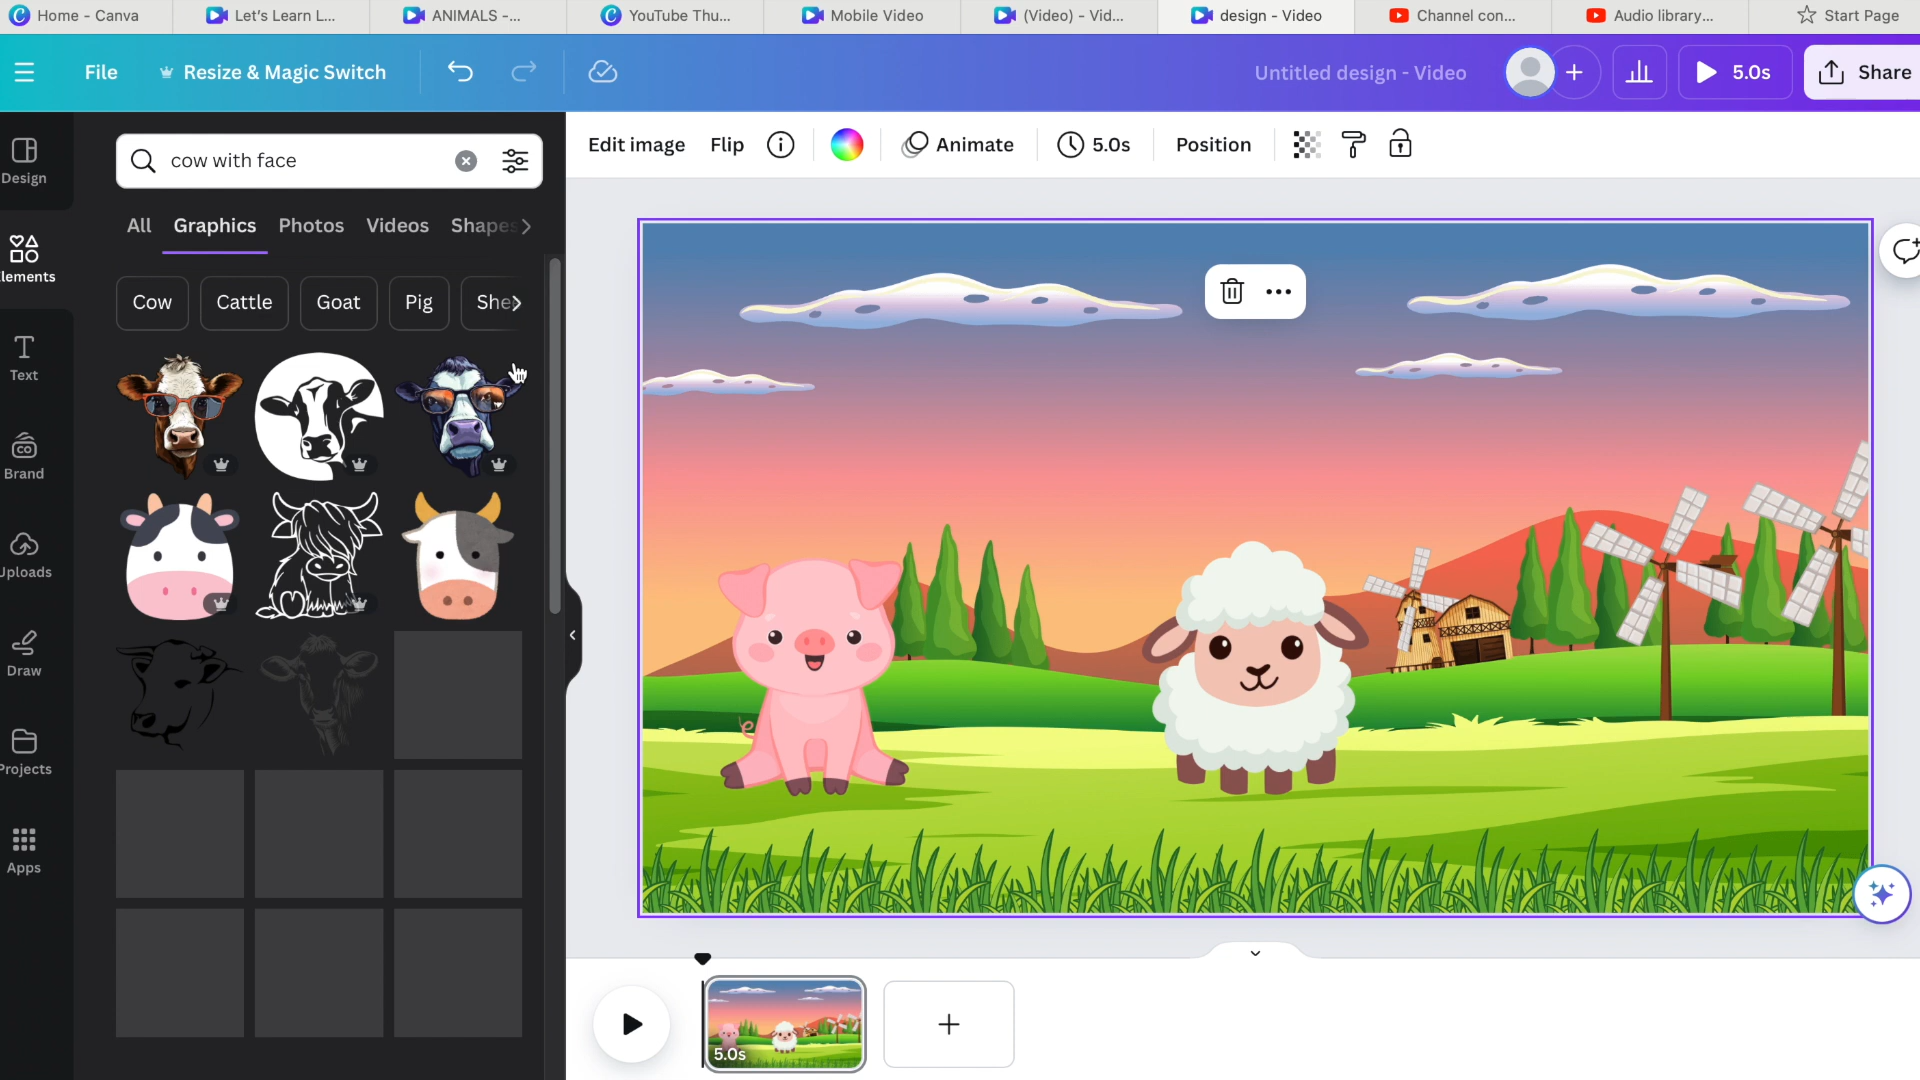 Home - Canva
Let's Learn L...
ANIMALS -...
YouTube Thu...
Mobile Video
(Video) - Vid...
design - Video
Channel con...
Audio library...
Start Page
File
Resize & Magic Switch
Untitled design - Video
5.0s
Share
Design
Elements
Text
Brand
Uploads
Draw
Projects
Apps
cow with face
All
Graphics
Photos
Videos
Shapes
Cow
Cattle
Goat
Pig
She
Edit image
Flip
Animate
5.0s
Position
5.0s